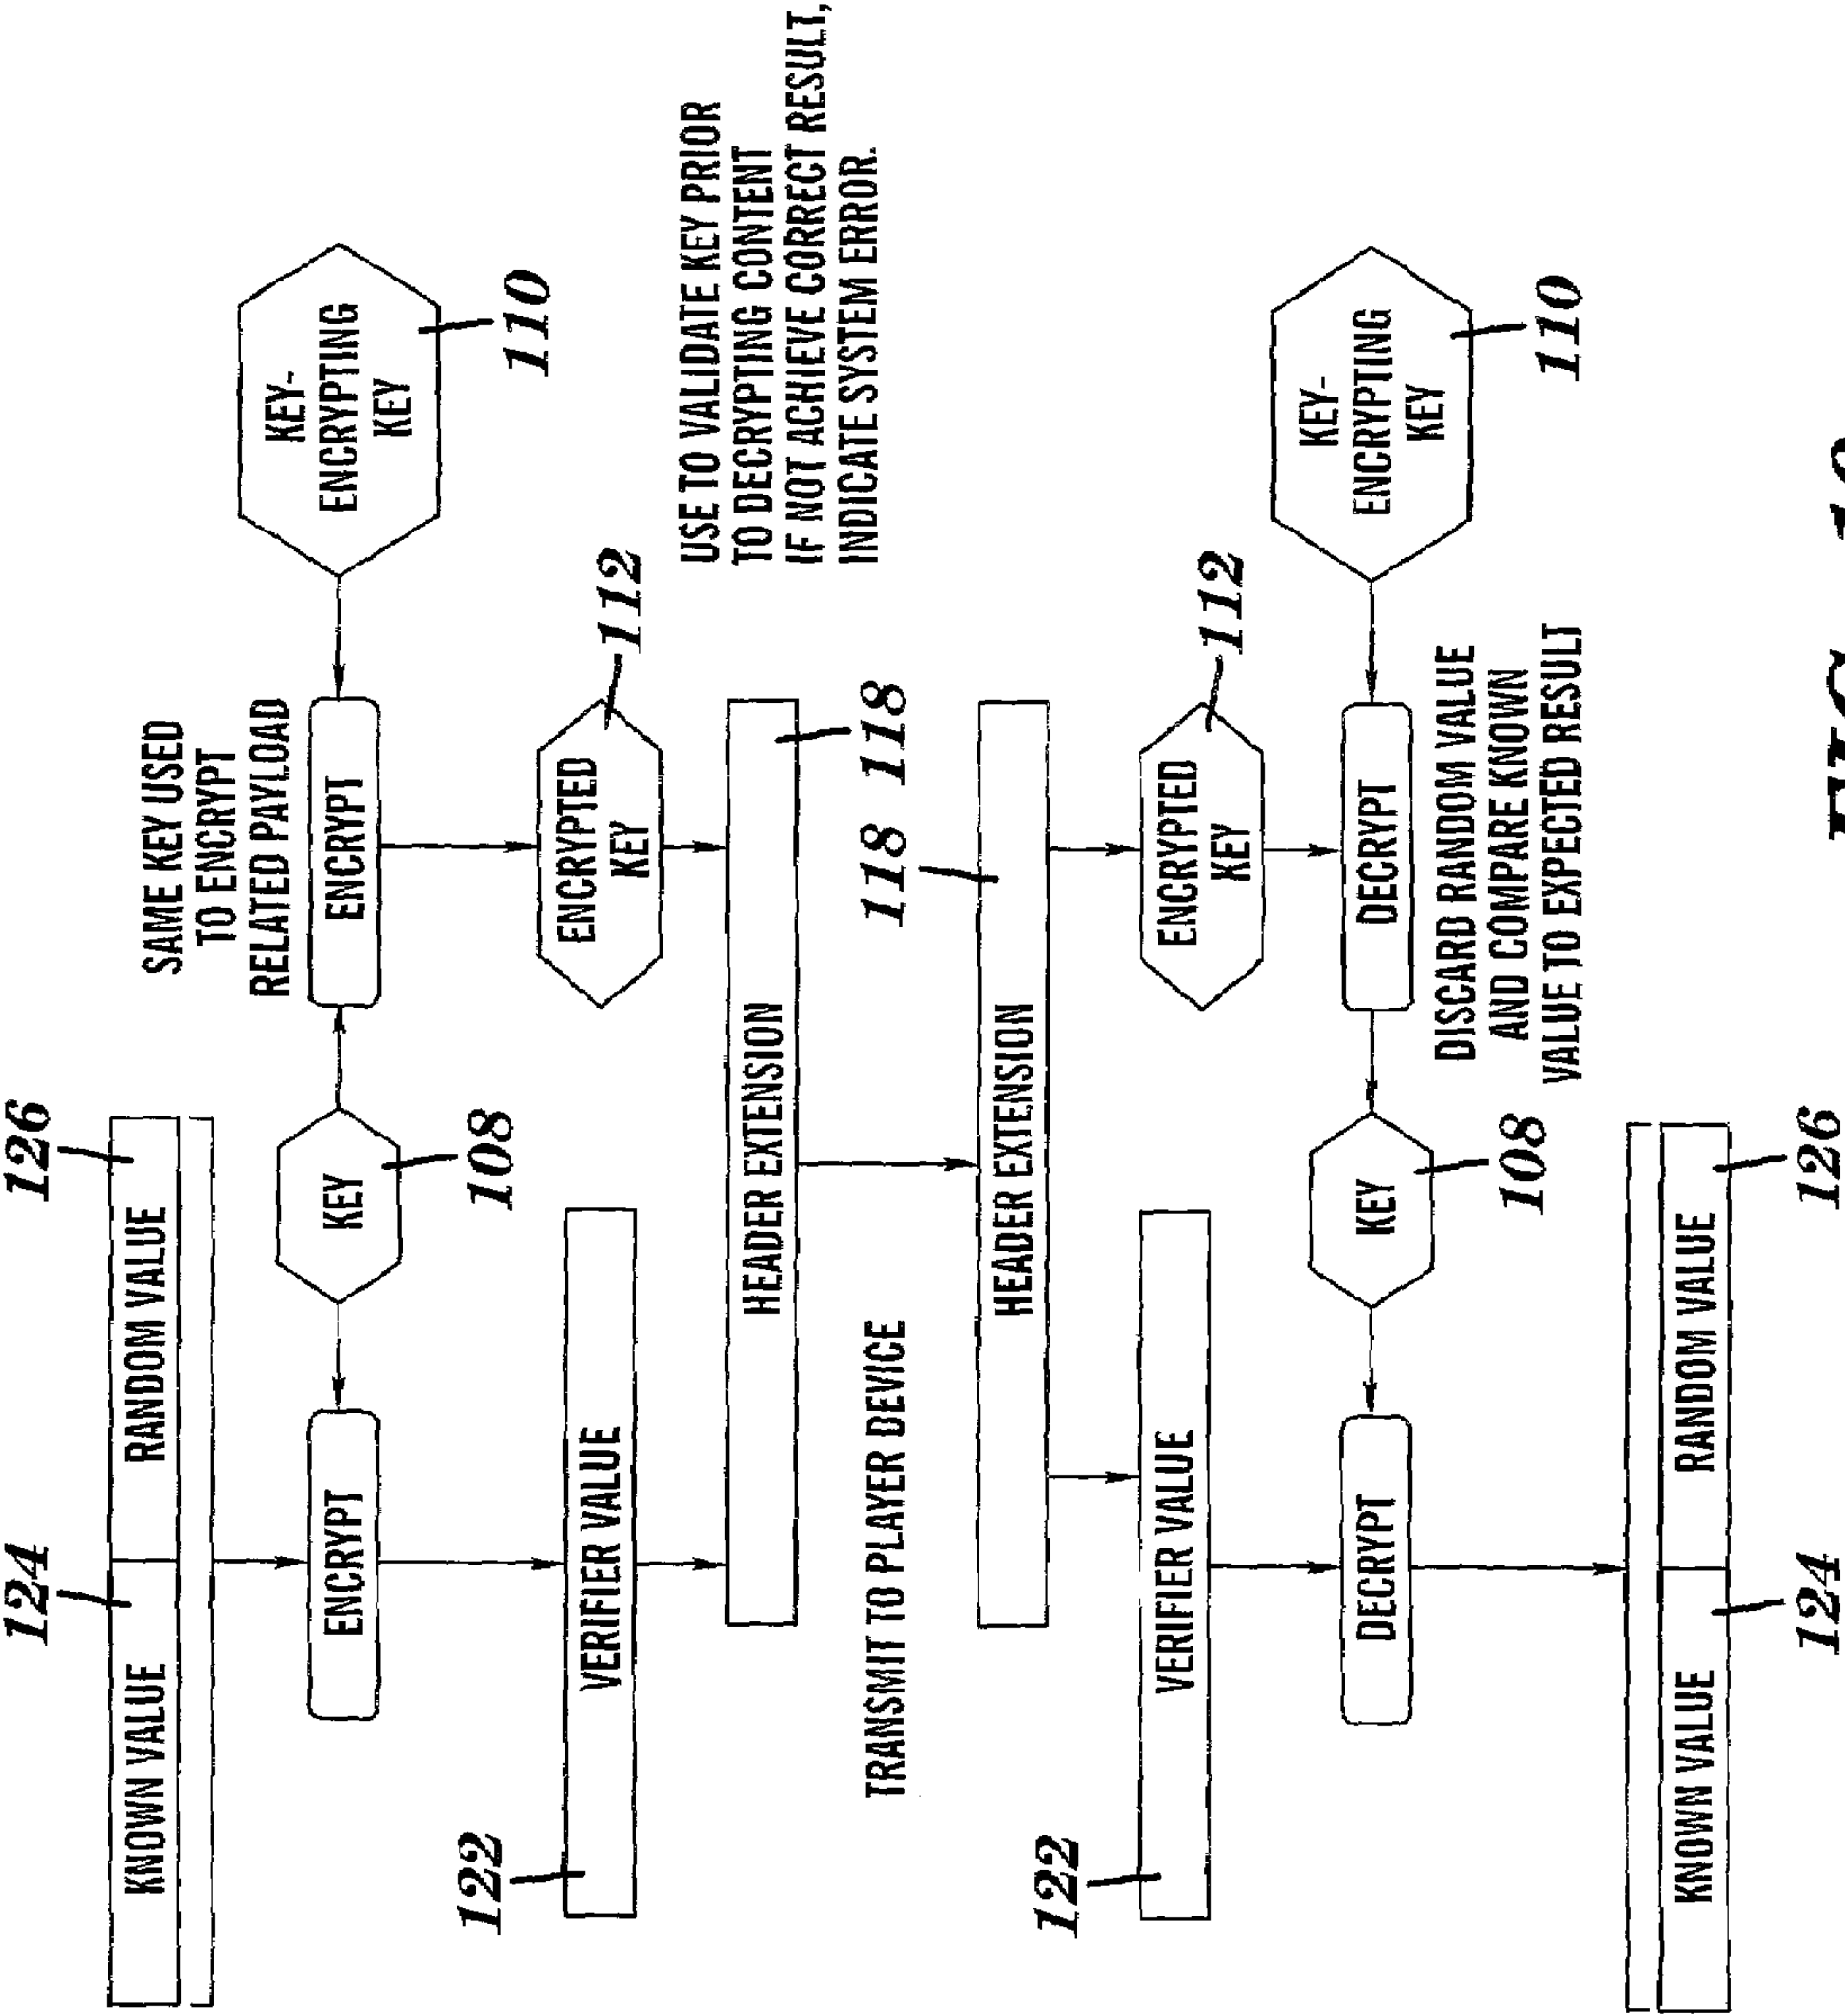 124
126
KNOWN VALUE
RANDOM VALUE
SAME KEY USED
TO ENCRYPT
RELATED PAYLOAD
ENCRYPT
KEY
108
ENCRYPT
KEY-
ENCRYPTING
KEY
110
122
VERIFIER VALUE
ENCRYPTED
KEY
112
USE TO VALIDATE KEY PRIOR
TO DECRYPTING CONTENT
IF NOT ACHIEVE CORRECT RESULT,
INDICATE SYSTEM ERROR.
HEADER EXTENSION
118
TRANSMIT TO PLAYER DEVICE
118
HEADER EXTENSION
122
VERIFIER VALUE
ENCRYPTED
KEY
112
DECRYPT
KEY
108
DECRYPT
KEY-
ENCRYPTING
KEY
110
DISCARD RANDOM VALUE
AND COMPARE KNOWN
VALUE TO EXPECTED RESULT
KNOWN VALUE
RANDOM VALUE
124
126